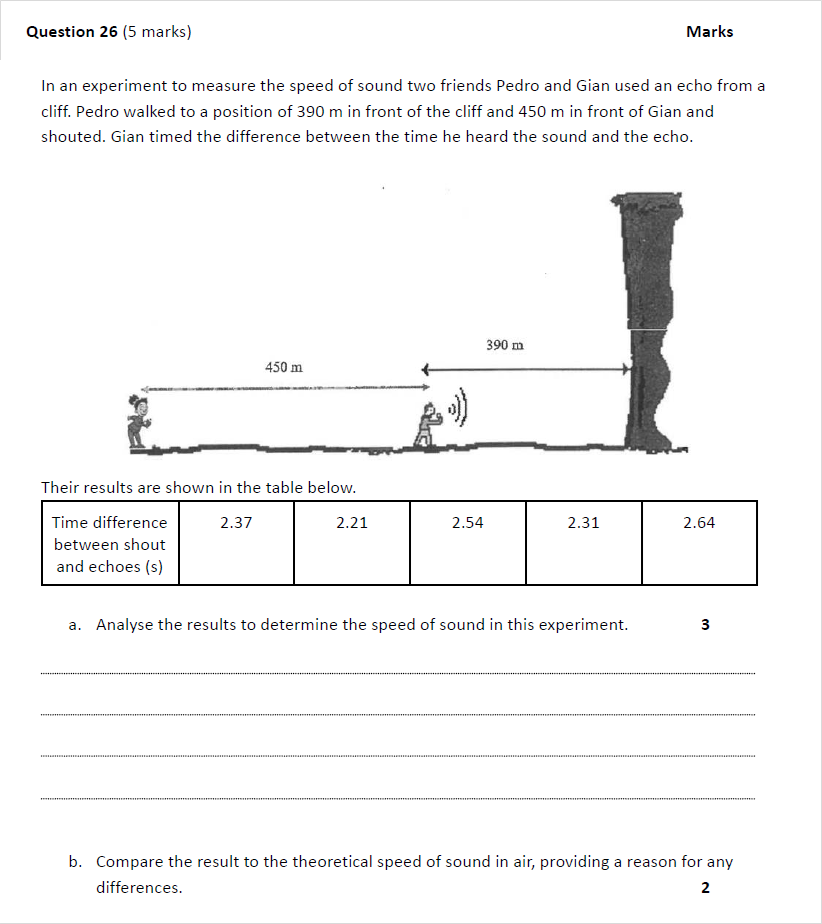 Question 26 (5 marks) Marks
In an experiment to measure the speed of sound two friends Pedro and Gian used an echo from a
cliff. Pedro walked to a position of 390 m in front of the cliff and 450 m in front of Gian and
shouted. Gian timed the difference between the time he heard the sound and the echo.
390 m
450 m
Their results are shown in the table below.
Time difference 2.37 2.21 2.54 2.31 2.64
between shout
and echoes (s)
a. Analyse the results to determine the speed of sound in this experiment. 3
b. Compare the result to the theoretical speed of sound in air, providing a reason for any
differences. 2